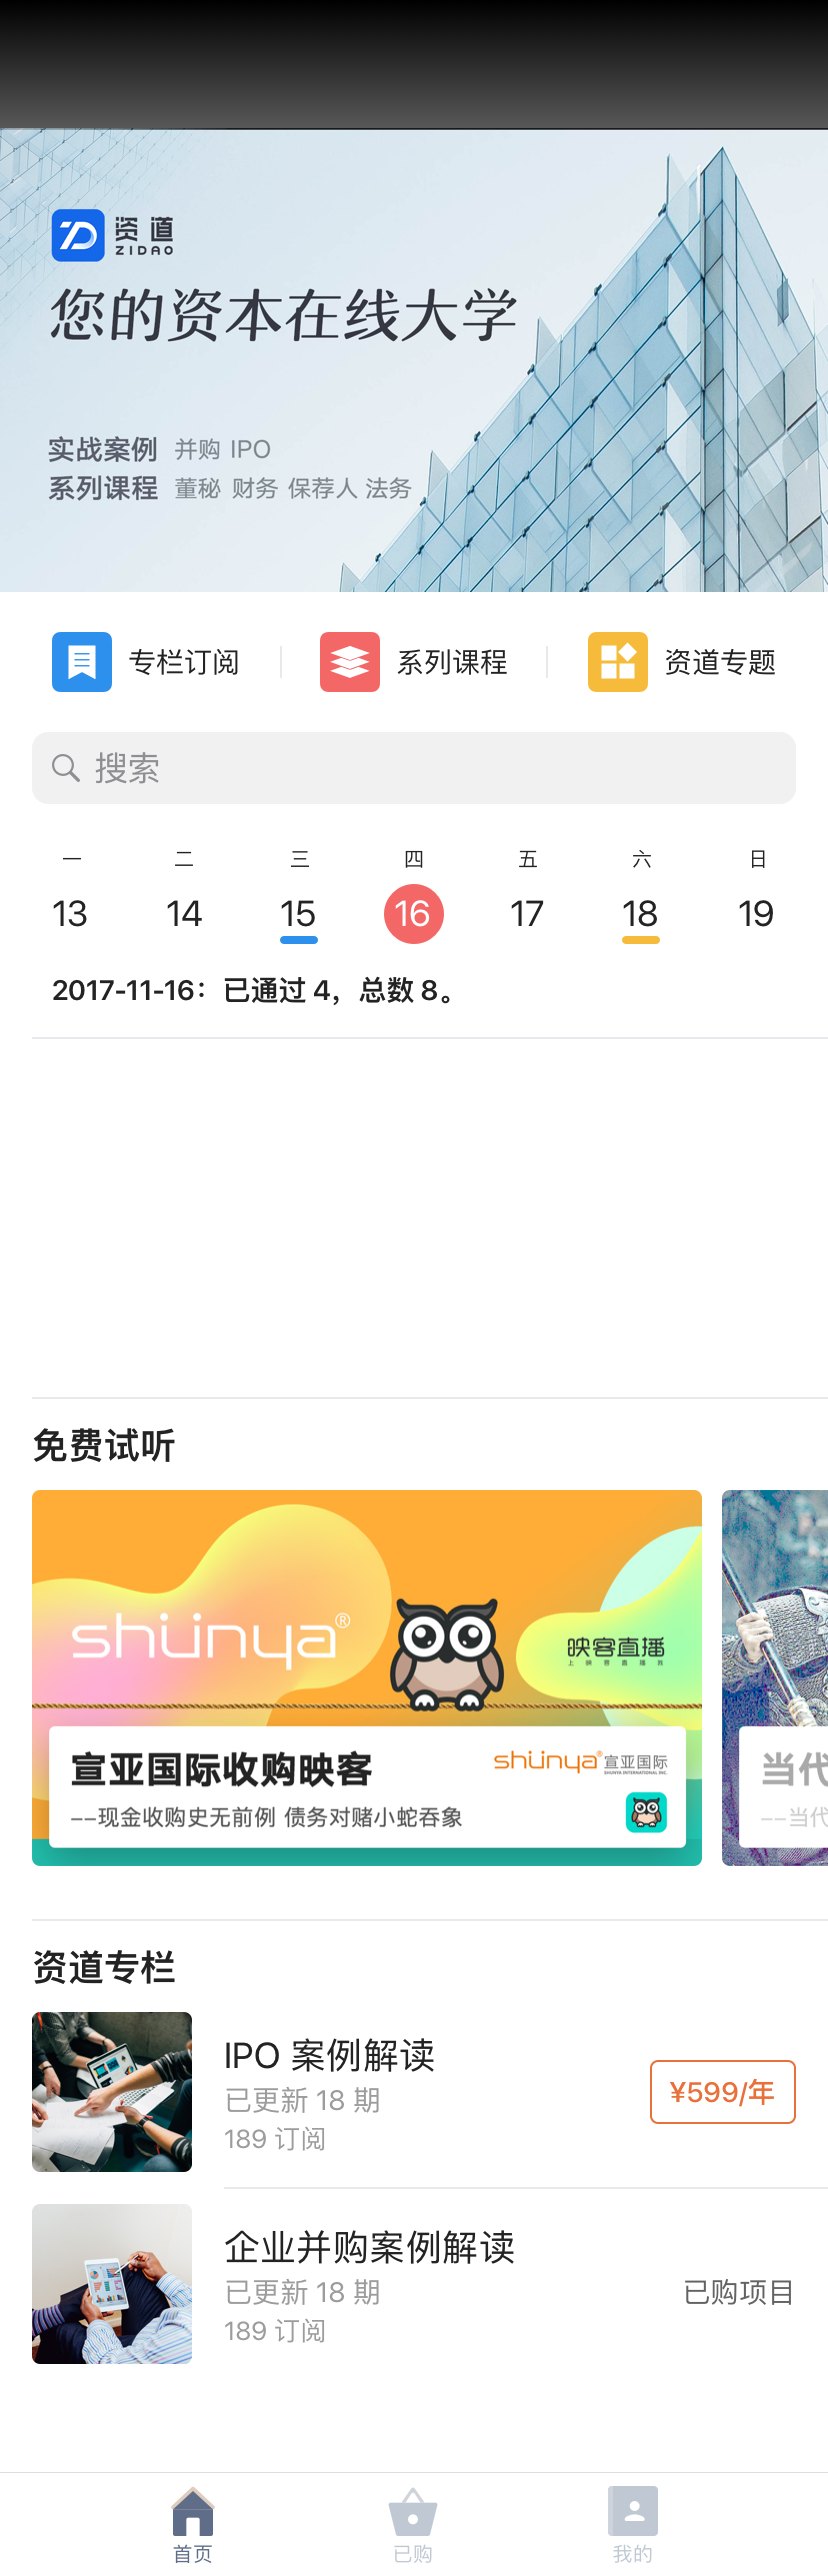 资道
ZIDAO
您的资本在线大学
实战案例 并购 IPO
系列课程 董秘 财务 保荐人 法务
专栏订阅 系列课程 资道专题
搜索
一 二 三 四 五 六 日
13 14 15 16 17 18 19
2017-11-16：已通过 4，总数 8。
免费试听
shünya®
映客直播
宣亚国际收购映客
shünya® 宣亚国际
SHUNYA INTERNATIONAL INC.
––现金收购史无前例 债务对赌小蛇吞象
当代
––当代
资道专栏
IPO 案例解读
已更新 18 期
189 订阅
¥599/年
企业并购案例解读
已更新 18 期
189 订阅
已购项目
首页 已购 我的